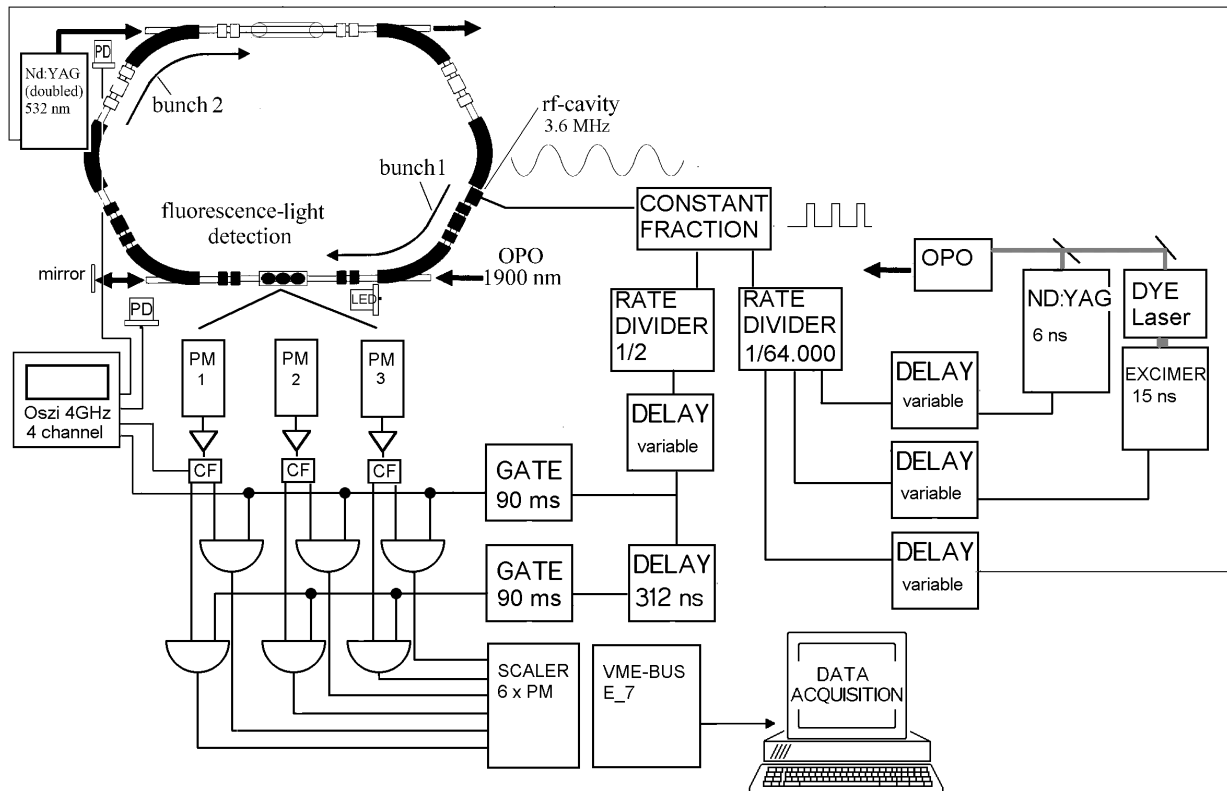 PD
Nd:YAG
(doubled)
532 nm
bunch 2
rf-cavity
3.6 MHz
bunch 1
fluorescence-light
detection
mirror
OPO
1900 nm
LED
PD
CONSTANT
FRACTION
OPO
ND:YAG
6 ns
DYE
Laser
EXCIMER
15 ns
RATE
DIVIDER
1/2
RATE
DIVIDER
1/64.000
PM
1
PM
2
PM
3
Oszi 4GHz
4 channel
DELAY
variable
DELAY
variable
CF
CF
CF
GATE
90 ms
DELAY
variable
GATE
90 ms
DELAY
312 ns
DELAY
variable
SCALER
6 x PM
VME-BUS
E_7
DATA
ACQUISITION